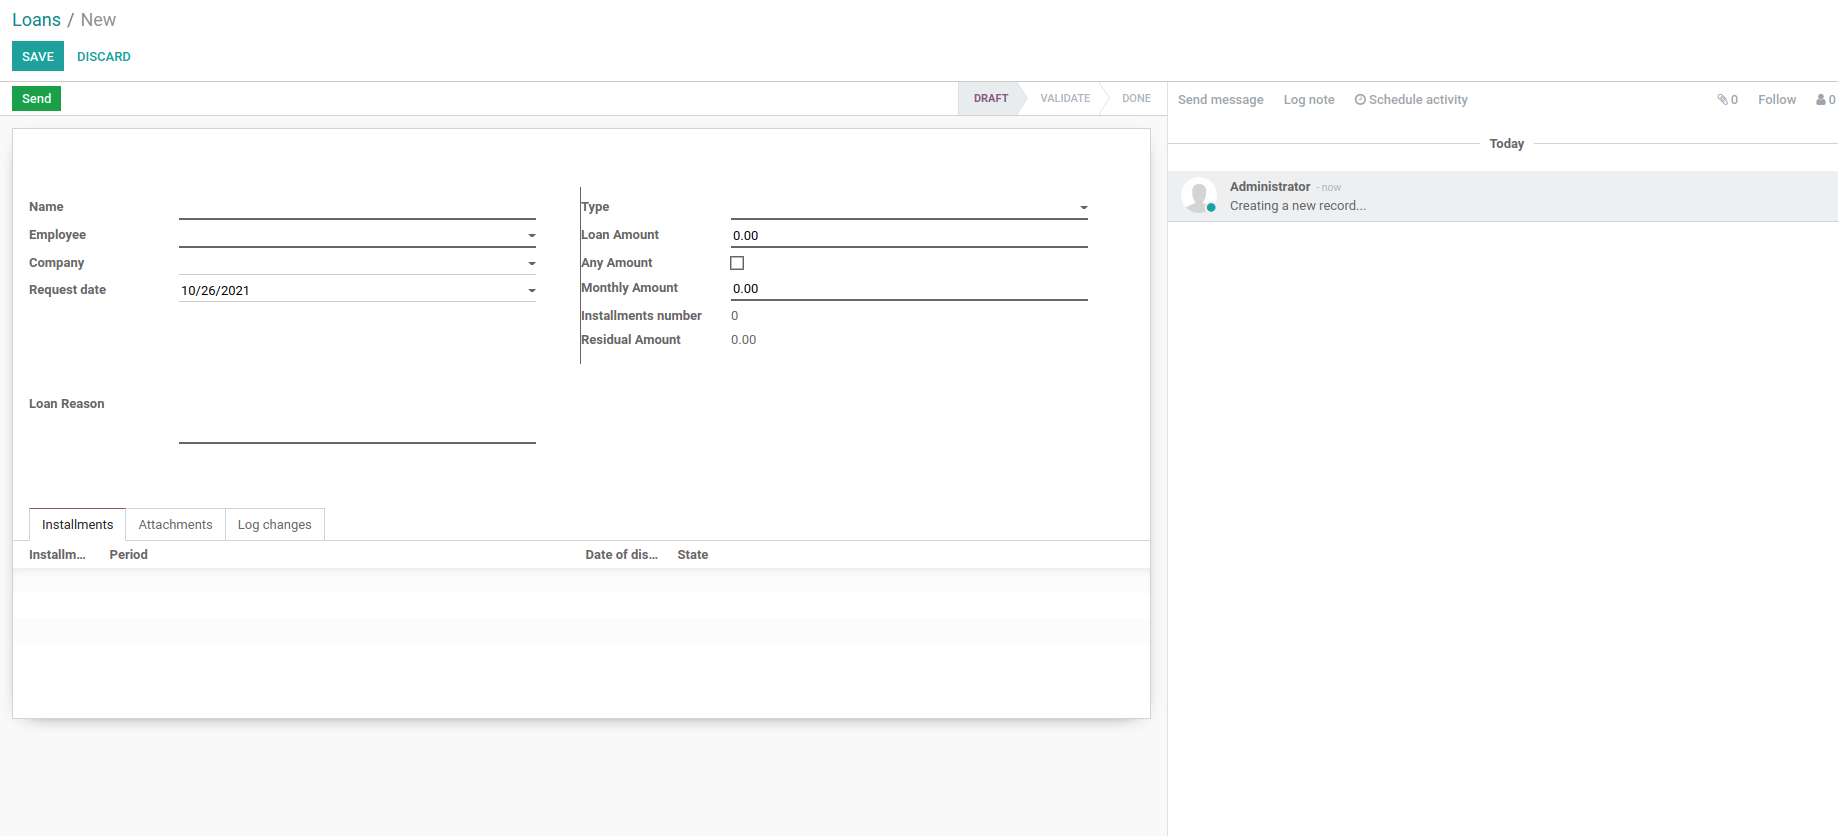 Loans / New
SAVE DISCARD
Send
DRAFT VALIDATE DONE
Send message Log note Schedule activity 0 Follow 0
Today
Administrator - now
Creating a new record...
Name
Employee
Company
Request date 10/26/2021
Type
Loan Amount 0.00
Any Amount
Monthly Amount 0.00
Installments number 0
Residual Amount 0.00
Loan Reason
Installments Attachments Log changes
Installm... Period Date of dis... State